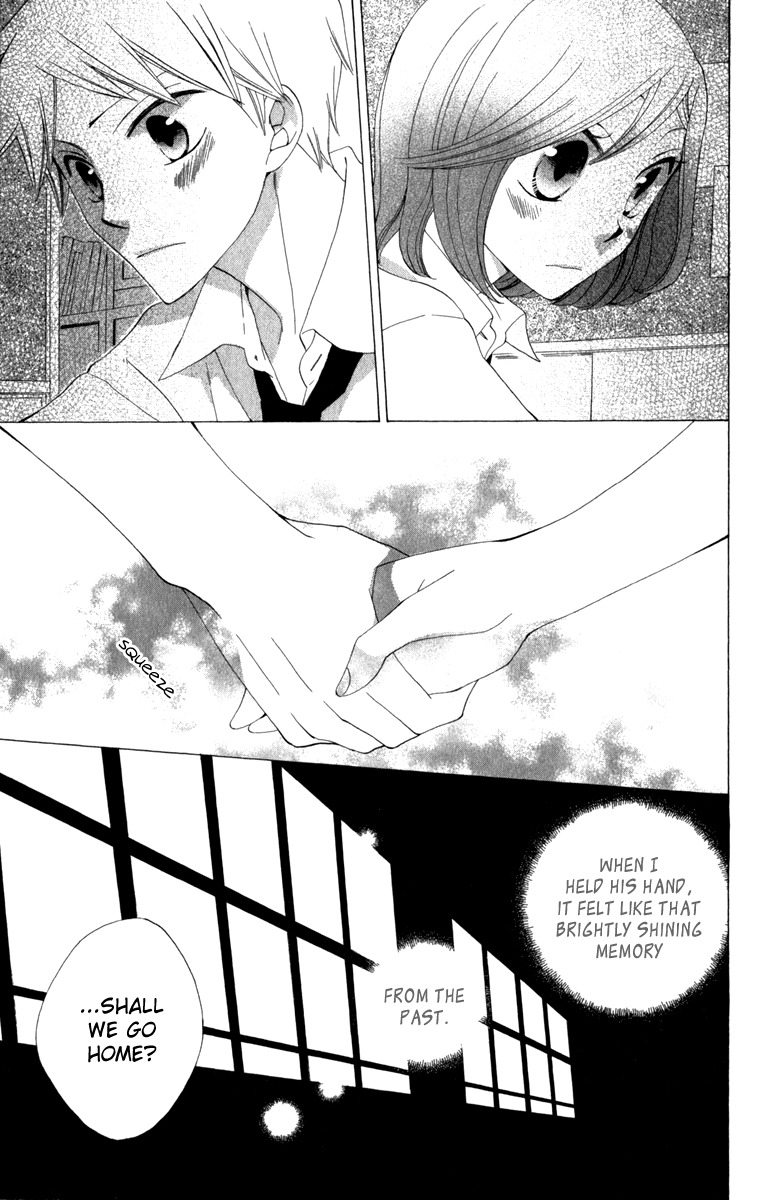 squeeze
WHEN I
HELD HIS HAND,
IT FELT LIKE THAT
BRIGHTLY SHINING
MEMORY
FROM THE
PAST.
...SHALL
WE GO
HOME?